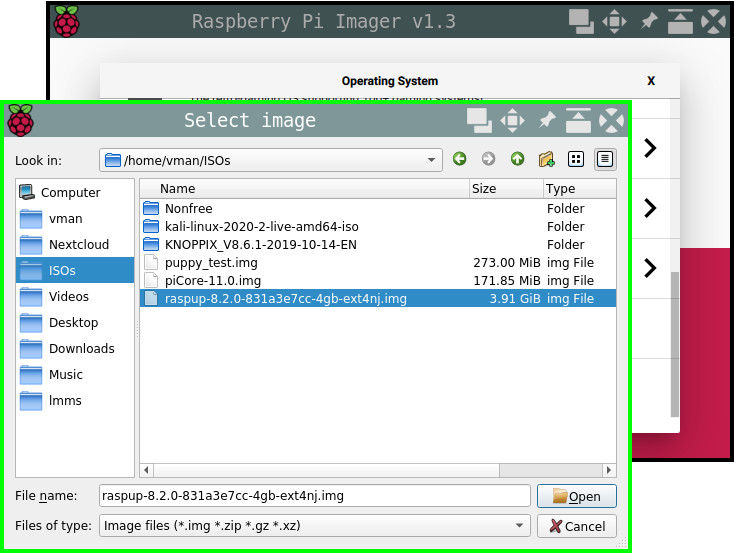 Raspberry Pi Imager v1.3
Operating System X
Select image
Look in: /home/vman/ISOs
Computer
vman
Nextcloud
ISOs
Videos
Desktop
Downloads
Music
lmms
Name Size Type
Nonfree Folder
kali-linux-2020-2-live-amd64-iso Folder
KNOPPIX_V8.6.1-2019-10-14-EN Folder
puppy_test.img 273.00 MiB img File
piCore-11.0.img 171.85 MiB img File
raspup-8.2.0-831a3e7cc-4gb-ext4nj.img 3.91 GiB img File
File name: raspup-8.2.0-831a3e7cc-4gb-ext4nj.img Open
Files of type: Image files (*.img *.zip *.gz *.xz) Cancel